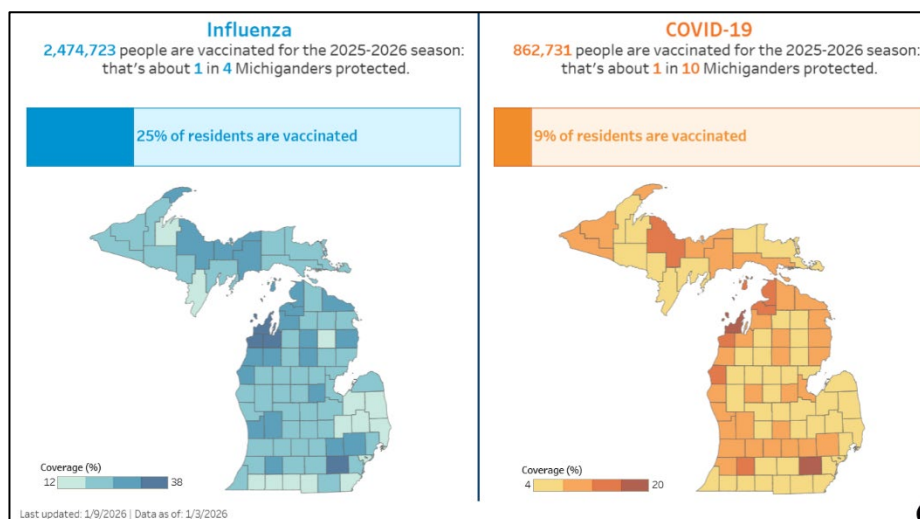 Influenza
2,474,723 people are vaccinated for the 2025-2026 season:
that's about 1 in 4 Michiganders protected.
25% of residents are vaccinated
Coverage (%)
12 38
Last updated: 1/9/2026 | Data as of: 1/3/2026
COVID-19
862,731 people are vaccinated for the 2025-2026 season:
that's about 1 in 10 Michiganders protected.
9% of residents are vaccinated
Coverage (%)
4 20